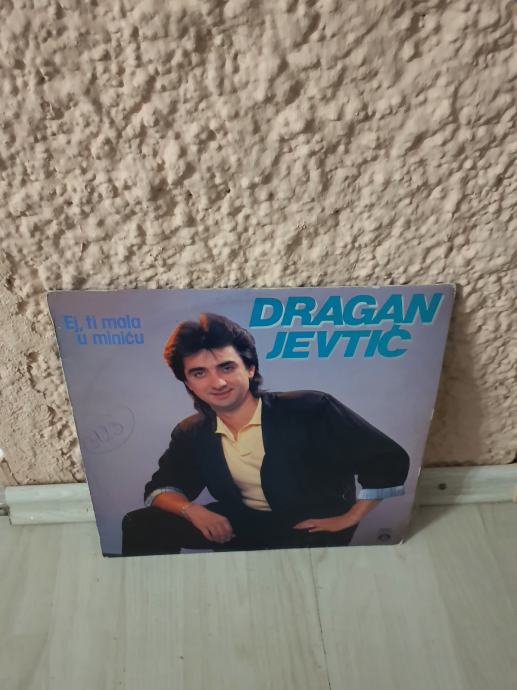 Ej, ti mala
u miniću
DRAGAN
JEVTIĆ